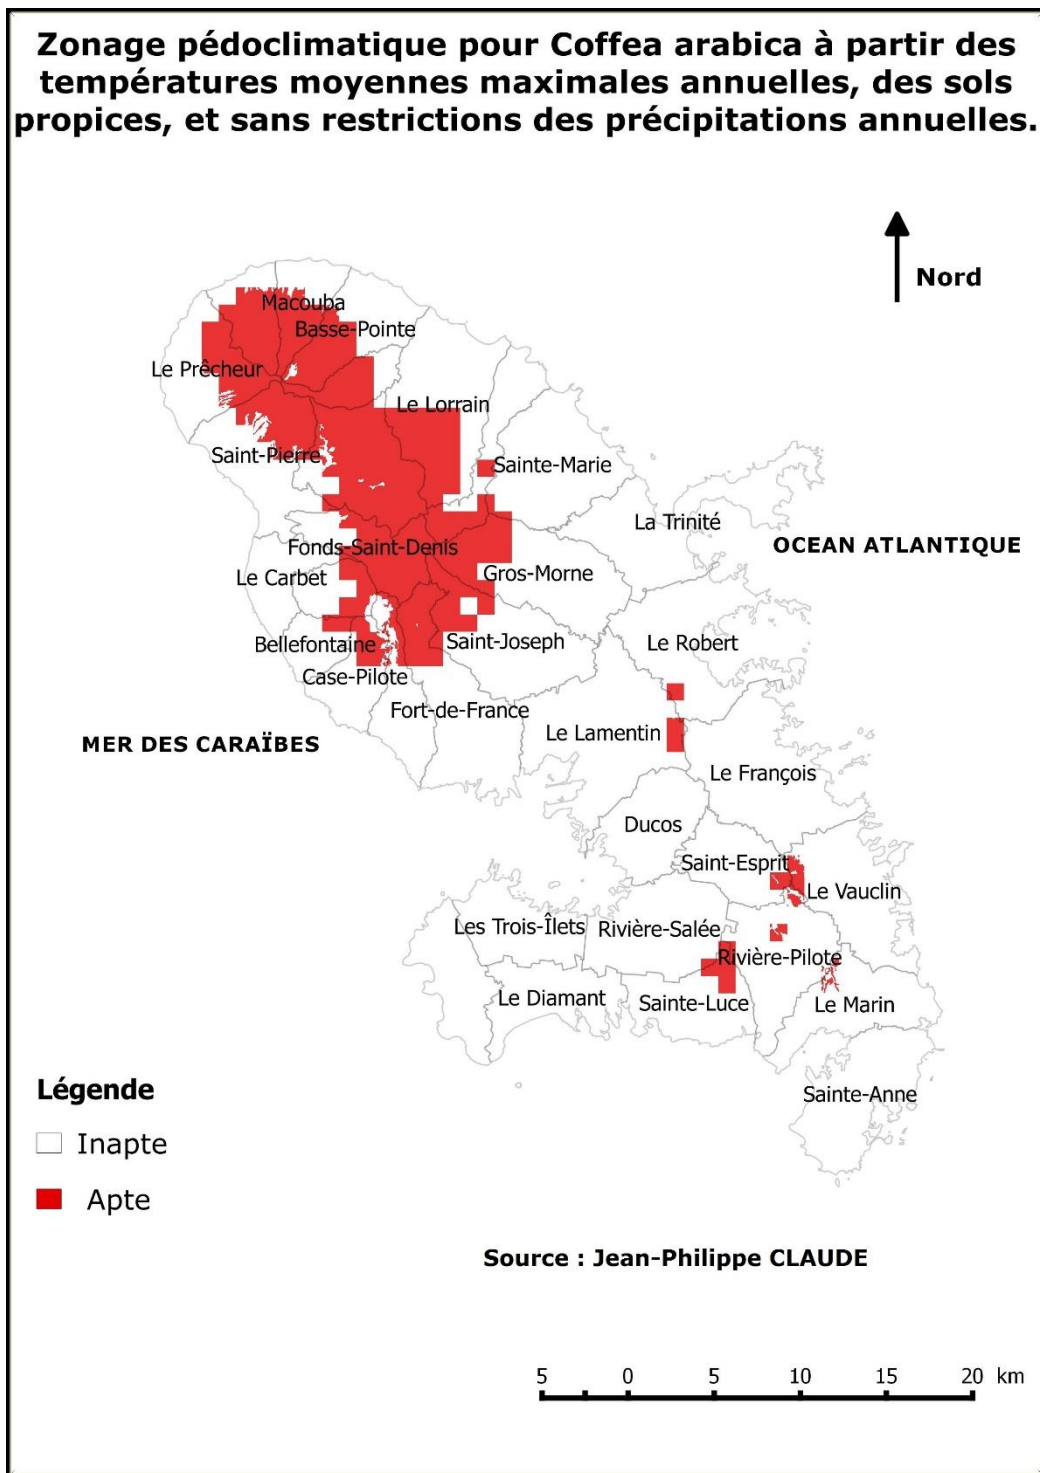 Zonage pédoclimatique pour Coffea arabica à partir des
températures moyennes maximales annuelles, des sols
propices, et sans restrictions des précipitations annuelles.
Nord
Macouba
Basse-Pointe
Le Prêcheur
Le Lorrain
Saint-Pierre
Sainte-Marie
La Trinité
OCEAN ATLANTIQUE
Fonds-Saint-Denis
Le Carbet
Gros-Morne
Bellefontaine
Saint-Joseph
Le Robert
Case-Pilote
Fort-de-France
Le Lamentin
MER DES CARAÏBES
Le François
Ducos
Saint-Esprit
Le Vauclin
Les Trois-Îlets
Rivière-Salée
Rivière-Pilote
Le Diamant
Sainte-Luce
Le Marin
Sainte-Anne
Légende
Inapte
Apte
Source : Jean-Philippe CLAUDE
5 0 5 10 15 20 km